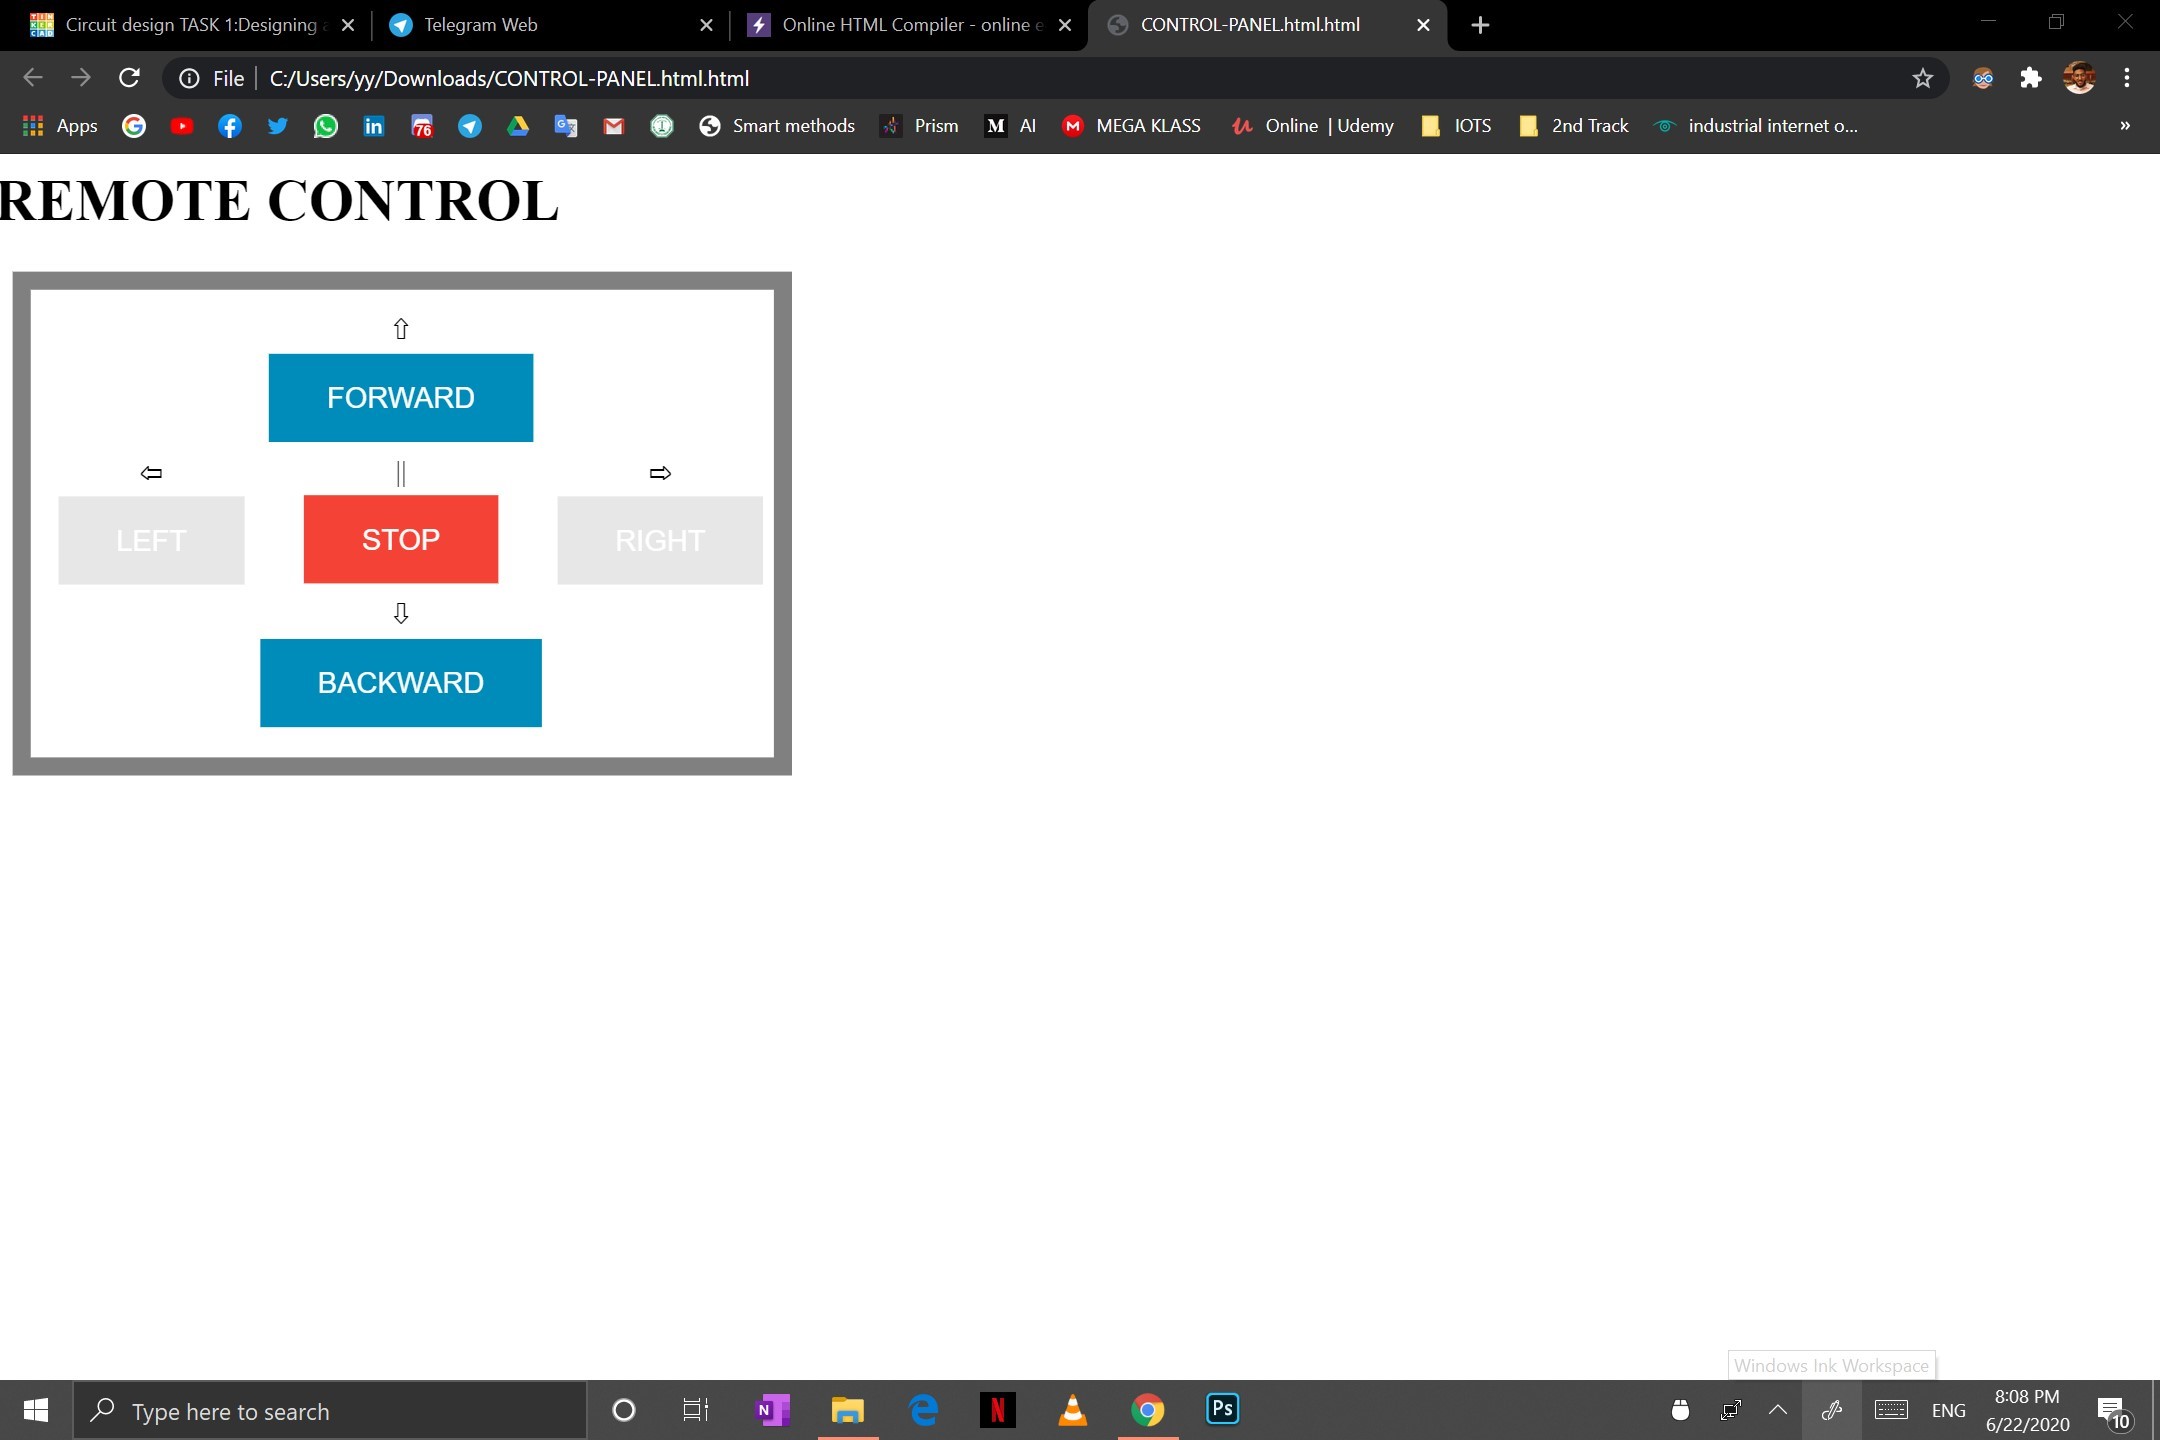 Circuit design TASK 1:Designing
Telegram Web
Online HTML Compiler - online e
CONTROL-PANEL.html.html
File
C:/Users/yy/Downloads/CONTROL-PANEL.html.html
Apps
in
76
Smart methods
Prism
M
AI
M
MEGA KLASS
Online | Udemy
IOTS
2nd Track
industrial internet o...
»
REMOTE CONTROL
⇧
FORWARD
⇦ || ⇨
LEFT STOP RIGHT
⇩
BACKWARD
Windows Ink Workspace
Type here to search
N
N
Ps
ENG
8:08 PM
6/22/2020
10